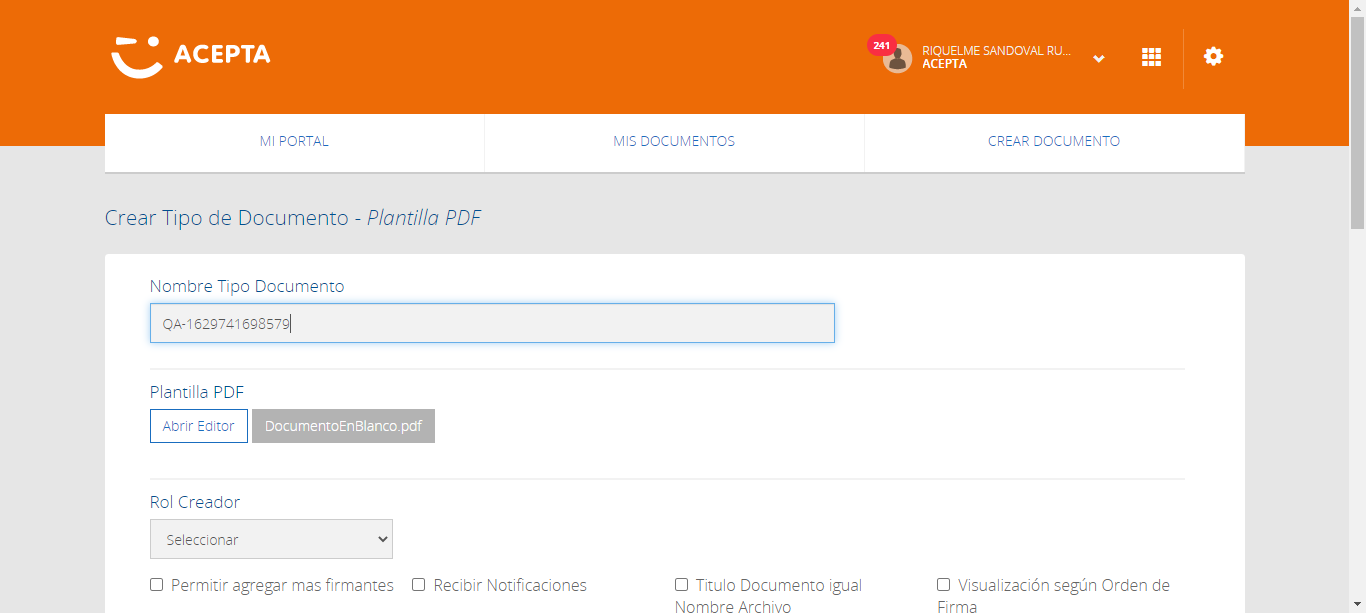 ACEPTA
241
RIQUELME SANDOVAL RU...
ACEPTA
MI PORTAL
MIS DOCUMENTOS
CREAR DOCUMENTO
Crear Tipo de Documento - Plantilla PDF
Nombre Tipo Documento
QA-1629741698579
Plantilla PDF
Abrir Editor
DocumentoEnBlanco.pdf
Rol Creador
Seleccionar
Permitir agregar mas firmantes
Recibir Notificaciones
Titulo Documento igual
Nombre Archivo
Visualización según Orden de
Firma